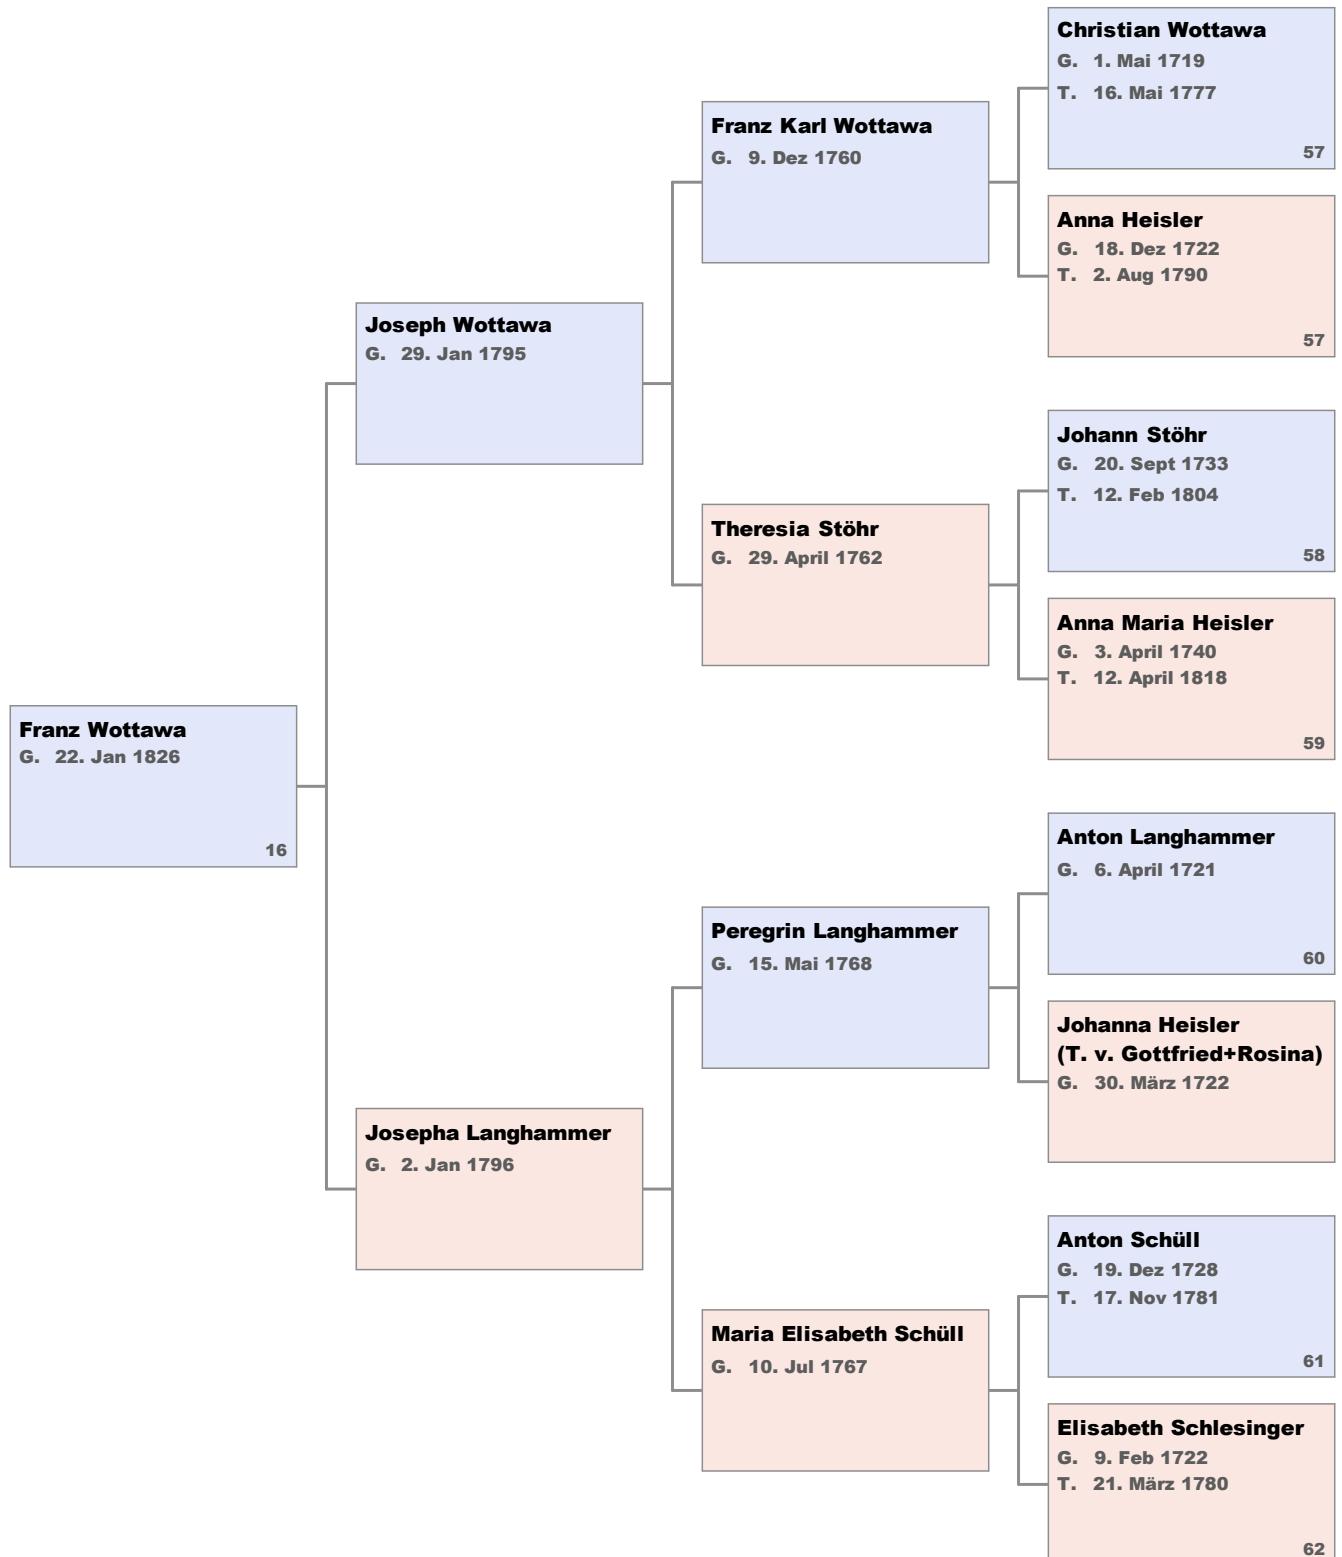 Christian Wottawa
G. 1. Mai 1719
T. 16. Mai 1777
57
Franz Karl Wottawa
G. 9. Dez 1760
Anna Heisler
G. 18. Dez 1722
T. 2. Aug 1790
57
Joseph Wottawa
G. 29. Jan 1795
Johann Stöhr
G. 20. Sept 1733
T. 12. Feb 1804
58
Theresia Stöhr
G. 29. April 1762
Anna Maria Heisler
G. 3. April 1740
T. 12. April 1818
59
Franz Wottawa
G. 22. Jan 1826
16
Anton Langhammer
G. 6. April 1721
60
Peregrin Langhammer
G. 15. Mai 1768
Johanna Heisler
(T. v. Gottfried+Rosina)
G. 30. März 1722
Josepha Langhammer
G. 2. Jan 1796
Anton Schüll
G. 19. Dez 1728
T. 17. Nov 1781
61
Maria Elisabeth Schüll
G. 10. Jul 1767
Elisabeth Schlesinger
G. 9. Feb 1722
T. 21. März 1780
62